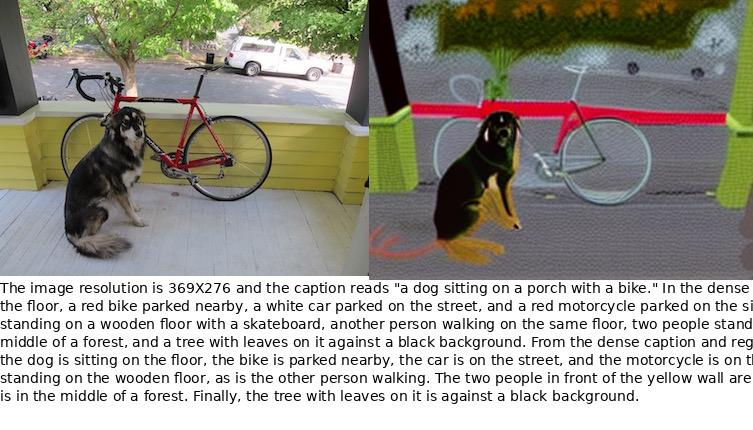 The image resolution is 369X276 and the caption reads "a dog sitting on a porch with a bike." In the dense
the floor, a red bike parked nearby, a white car parked on the street, and a red motorcycle parked on the
standing on a wooden floor with a skateboard, another person walking on the same floor, two people
middle of a forest, and a tree with leaves on it against a black background. From the dense caption and
the dog is sitting on the floor, the bike is parked nearby, the car is on the street, and the motorcycle is on
standing on the wooden floor, as is the other person walking. The two people in front of the yellow wall are
is in the middle of a forest. Finally, the tree with leaves on it is against a black background.